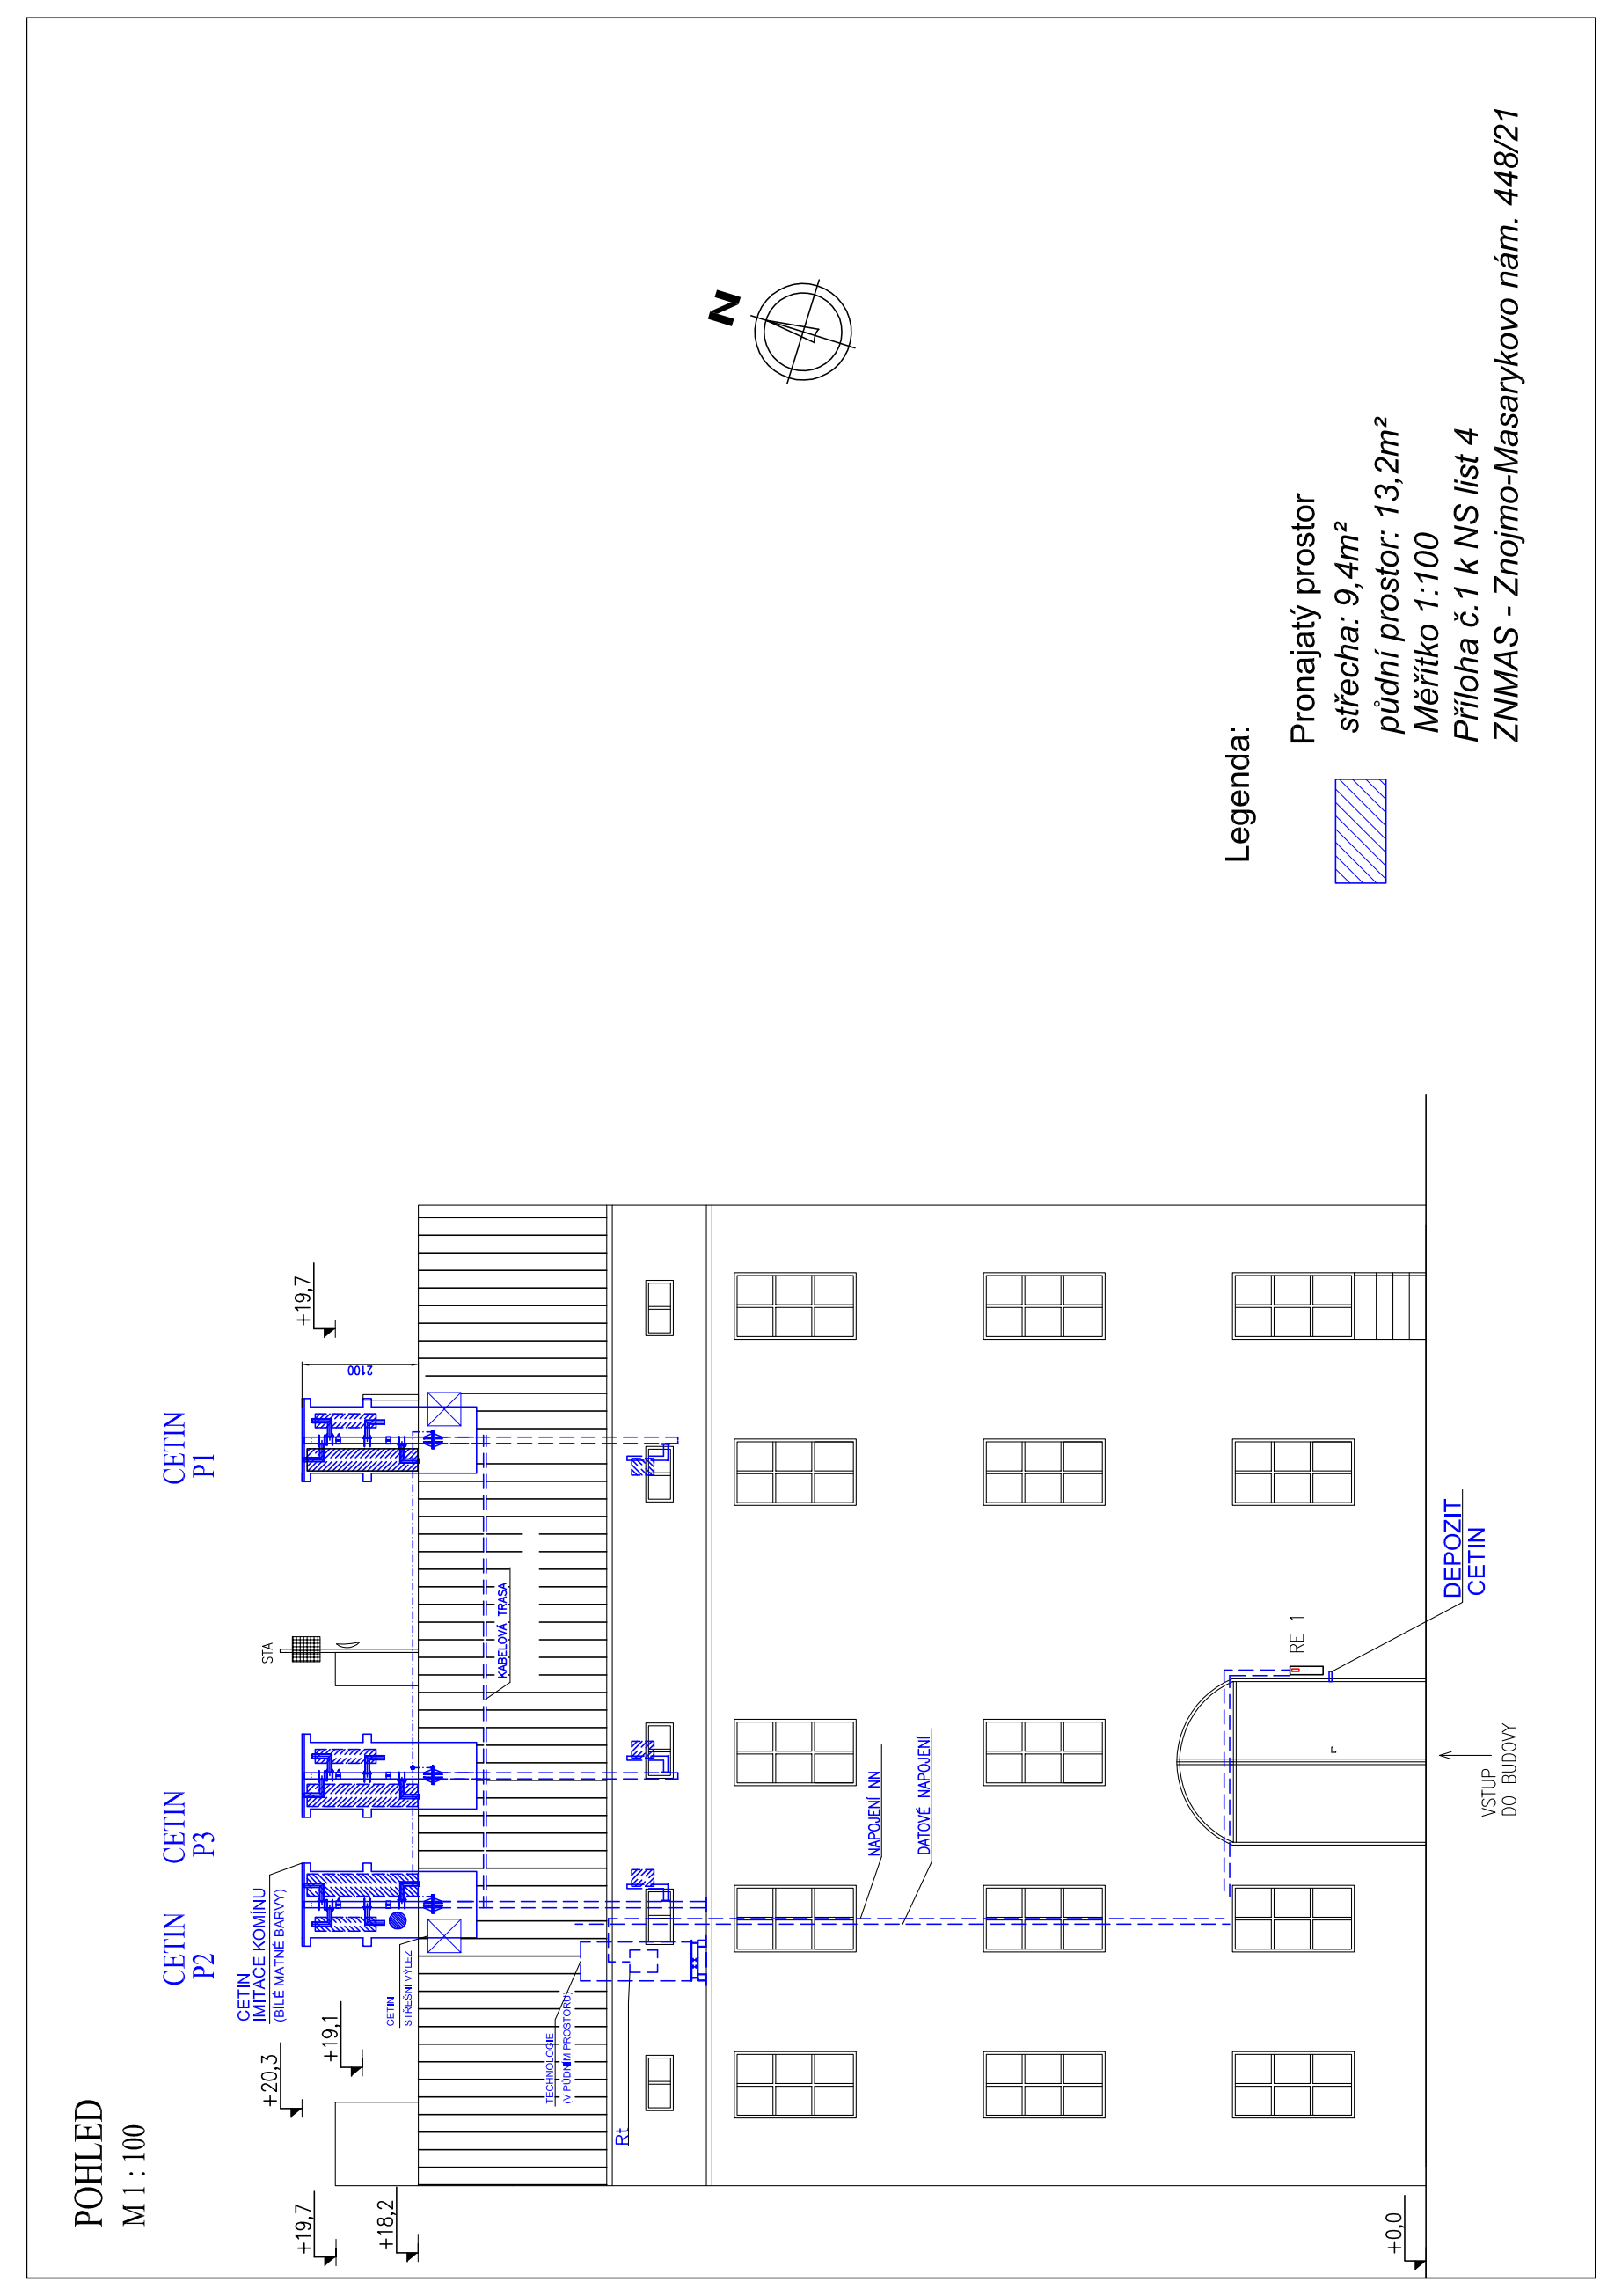 POHLED
M 1 : 100
CETIN
P2
CETIN
P3
CETIN
P1
CETIN
IMITACE KOMÍNU
(BÍLÉ MATNÉ BARVY)
+20,3
+19,1
+19,7
+18,2
+19,7
2100
STA
CETIN
STŘEŠNÍ VÝLEZ
KABELOVÁ TRASA
TECHNOLOGIE
(V PŮDNÍM PROSTORU)
Rt
NAPOJENÍ NN
DATOVÉ NAPOJENÍ
RE 1
DEPOZIT
CETIN
+0,0
VSTUP
DO BUDOVY
N
Legenda:
Pronajatý prostor
střecha: 9,4m²
půdní prostor: 13,2m²
Měřítko 1:100
Příloha č.1 k NS list 4
ZNMAS - Znojmo-Masarykovo nám. 448/21